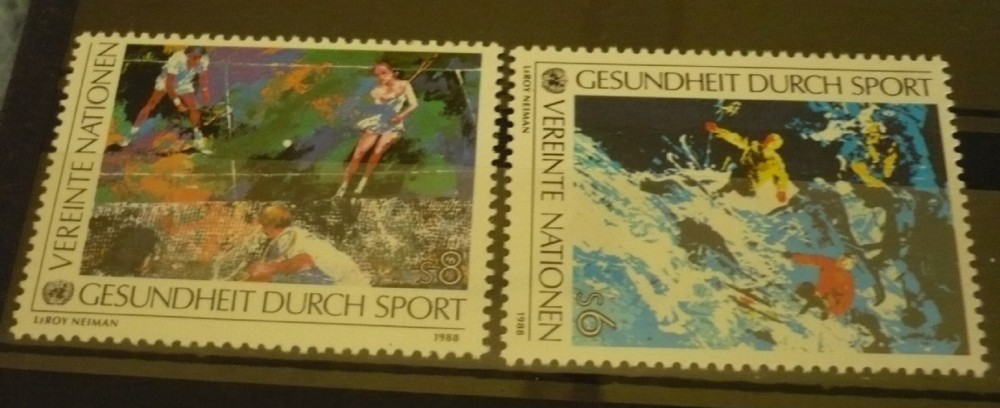 VEREINTE NATIONEN
S8
GESUNDHEIT DURCH SPORT
LEROY NEIMAN
1988
GESUNDHEIT DURCH SPORT
LEROY NEIMAN
VEREINTE NATIONEN
S6
1988